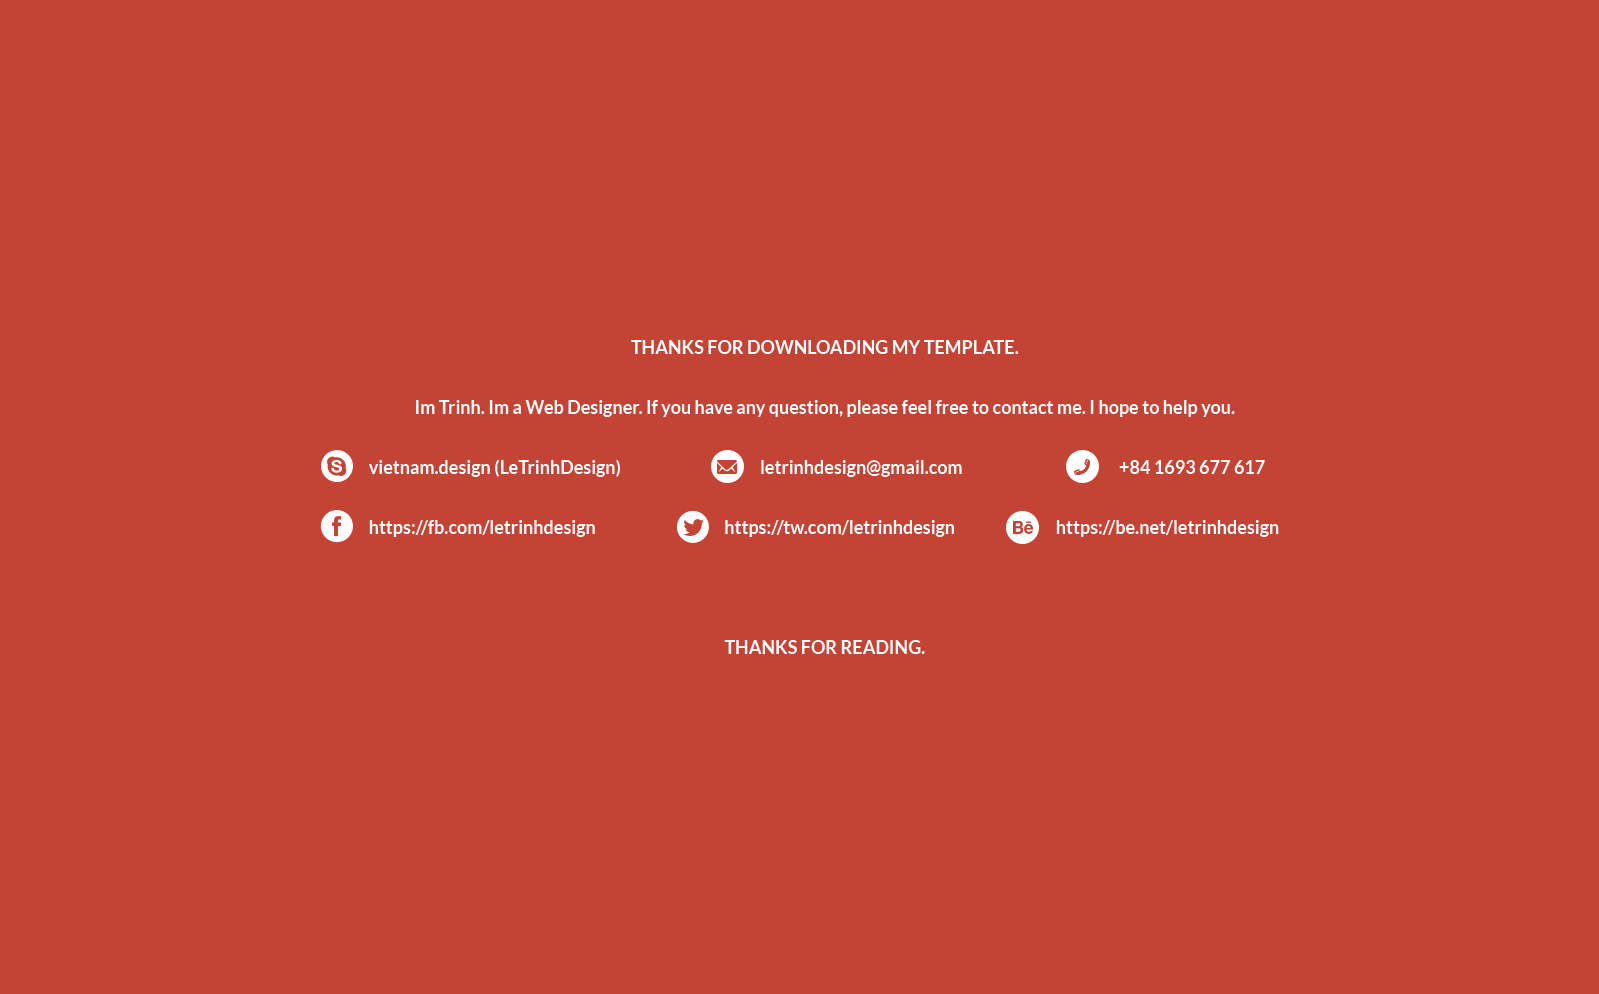 THANKS FOR DOWNLOADING MY TEMPLATE.
Im Trinh. Im a Web Designer. If you have any question, please feel free to contact me. I hope to help you.
vietnam.design (LeTrinhDesign) letrinhdesign@gmail.com +84 1693 677 617
https://fb.com/letrinhdesign https://tw.com/letrinhdesign Bē https://be.net/letrinhdesign
THANKS FOR READING.